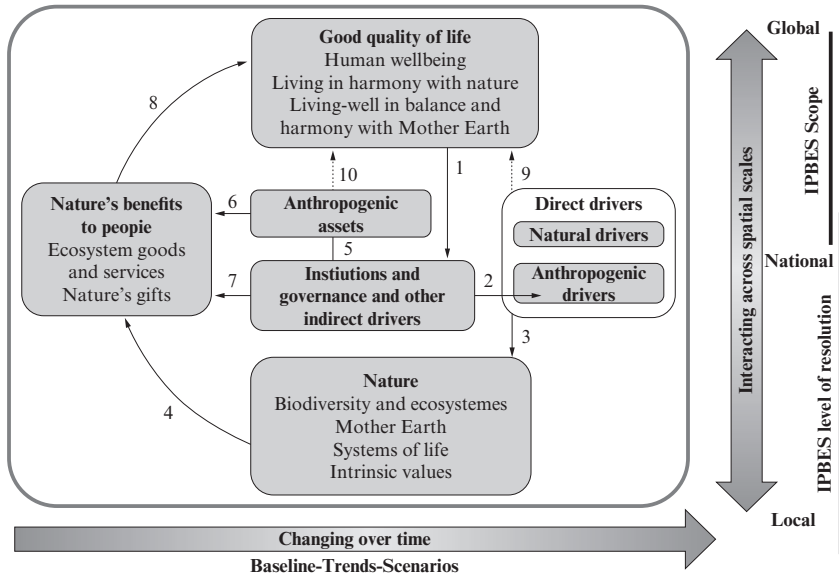 Good quality of life
Human wellbeing
Living in harmony with nature
Living-well in balance and
harmony with Mother Earth
8
10
1
9
Nature's benefits
to peopie
Ecosystem goods
and services
Nature's gifts
6
Anthropogenic
assets
5
7
Instiutions and
governance and other
indirect drivers
2
Direct drivers
Natural drivers
Anthropogenic
drivers
3
4
Nature
Biodiversity and ecosystemes
Mother Earth
Systems of life
Intrinsic values
Changing over time
Baseline-Trends-Scenarios
Global
National
Local
Interacting across spatial scales
IPBES Scope
IPBES level of resolution